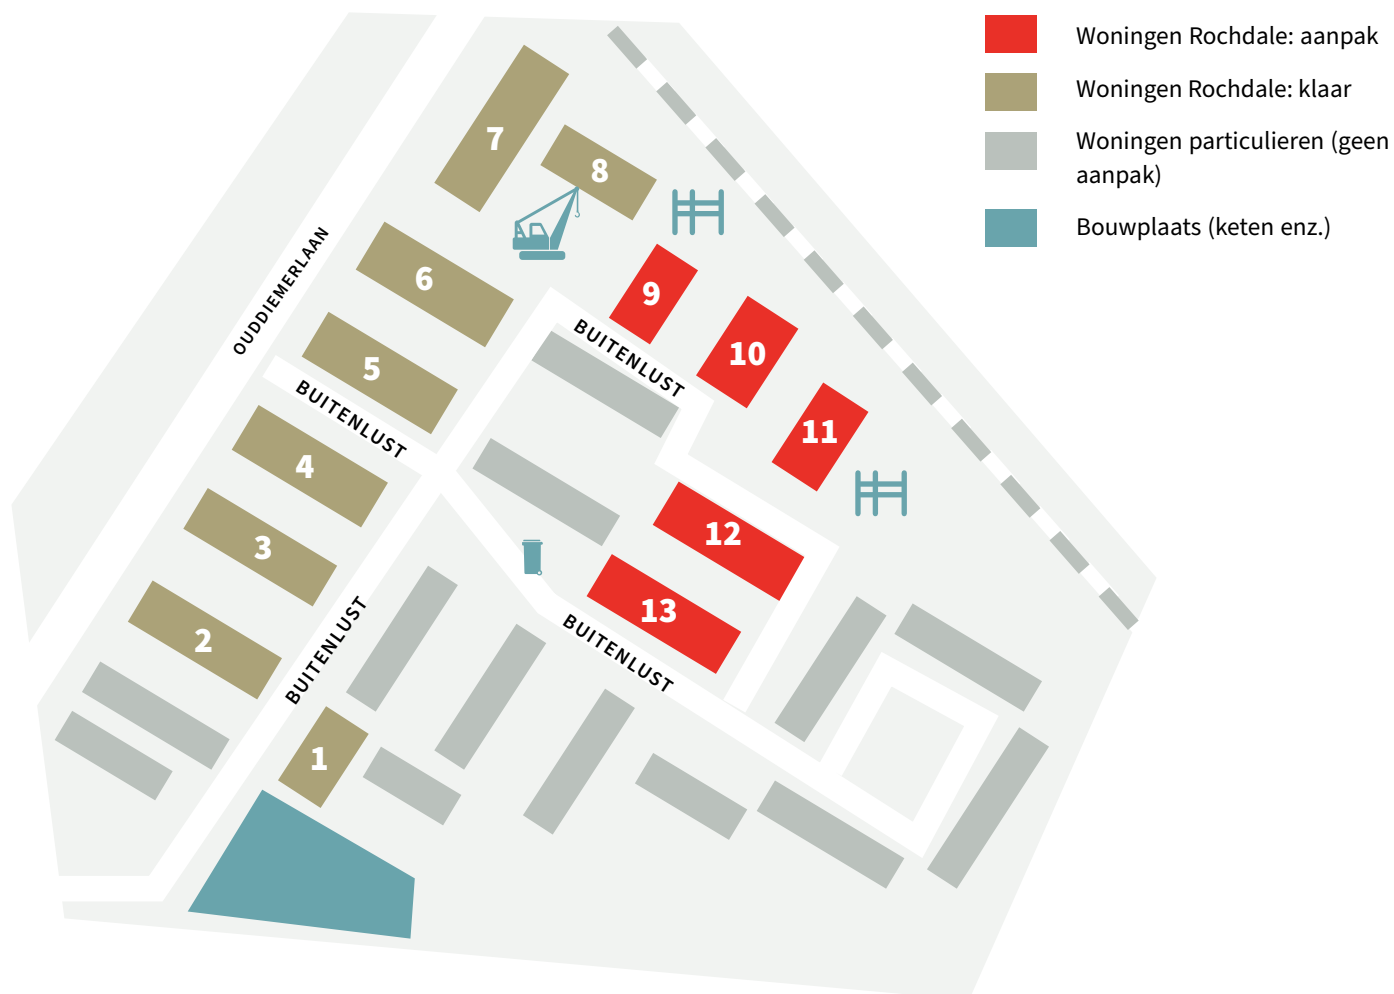 Woningen Rochdale: aanpak
Woningen Rochdale: klaar
Woningen particulieren (geen
aanpak)
Bouwplaats (keten enz.)
7
8
OUDDIEMERLAAN
6
9
BUITENLUST
10
5
BUITENLUST
11
4
12
3
13
2
BUITENLUST
BUITENLUST
1